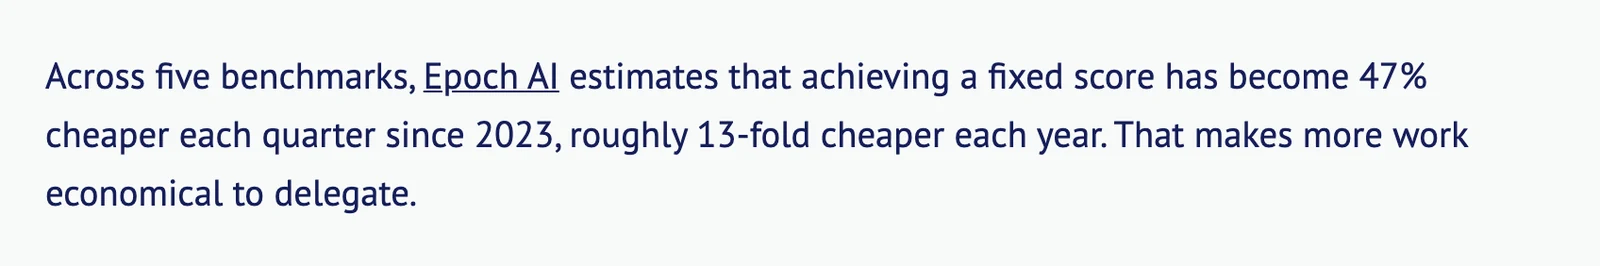 Across five benchmarks, Epoch AI estimates that achieving a fixed score has become 47%
cheaper each quarter since 2023, roughly 13-fold cheaper each year. That makes more work
economical to delegate.